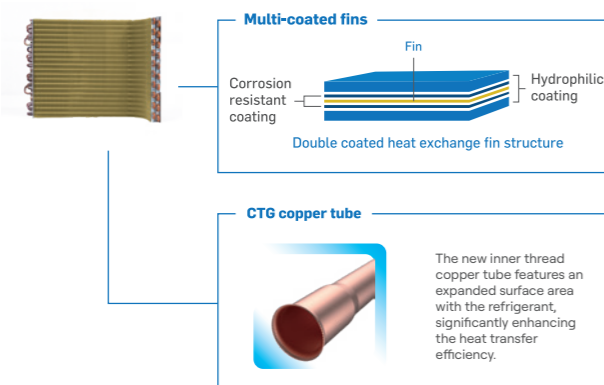 Multi-coated fins
Fin
Corrosion
resistant
coating
Hydrophilic
coating
Double coated heat exchange fin structure
CTG copper tube
The new inner thread
copper tube features an
expanded surface area
with the refrigerant,
significantly enhancing
the heat transfer
efficiency.